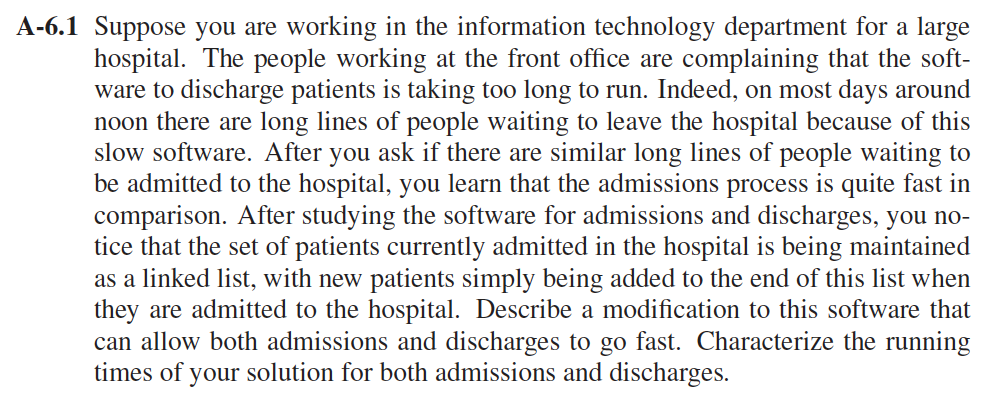 A-6.1 Suppose you are working in the information technology department for a large
hospital. The people working at the front office are complaining that the soft-
ware to discharge patients is taking too long to run. Indeed, on most days around
noon there are long lines of people waiting to leave the hospital because of this
slow software. After you ask if there are similar long lines of people waiting to
be admitted to the hospital, you learn that the admissions process is quite fast in
comparison. After studying the software for admissions and discharges, you no-
tice that the set of patients currently admitted in the hospital is being maintained
as a linked list, with new patients simply being added to the end of this list when
they are admitted to the hospital. Describe a modification to this software that
can allow both admissions and discharges to go fast. Characterize the running
times of your solution for both admissions and discharges.